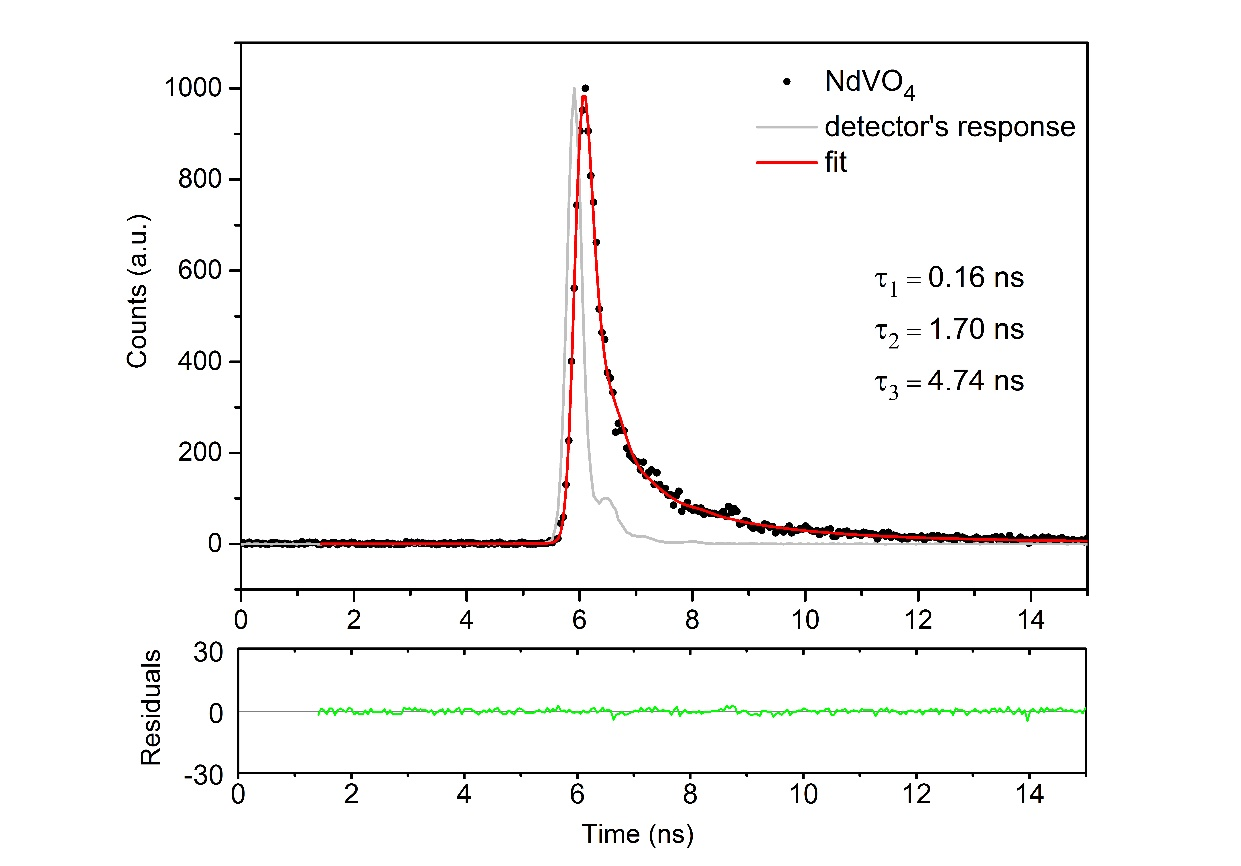 NdVO₄
detector's response
fit
τ₁ = 0.16 ns
τ₂ = 1.70 ns
τ₃ = 4.74 ns
Counts (a.u.)
1000
800
600
400
200
0
0 2 4 6 8 10 12 14
Residuals
30
0
-30
0 2 4 6 8 10 12 14
Time (ns)